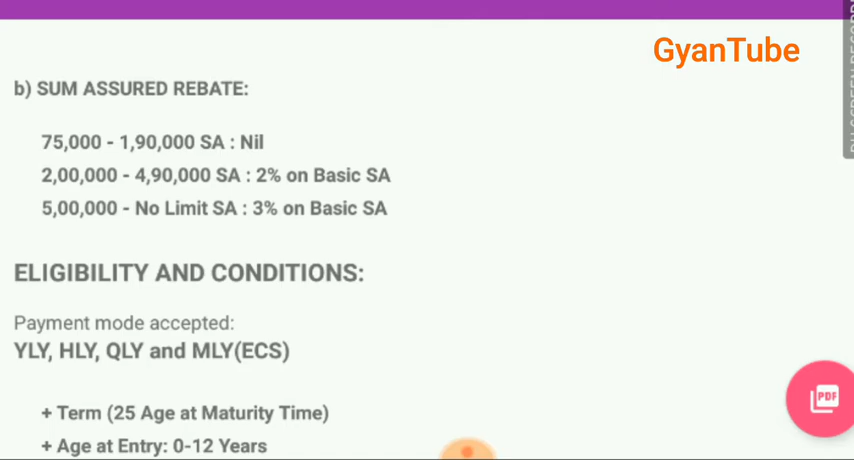 GyanTube
b) SUM ASSURED REBATE:
75,000 - 1,90,000 SA : Nil
2,00,000 - 4,90,000 SA : 2% on Basic SA
5,00,000 - No Limit SA : 3% on Basic SA
ELIGIBILITY AND CONDITIONS:
Payment mode accepted:
YLY, HLY, QLY and MLY(ECS)
+ Term (25 Age at Maturity Time)
PDF
+ Age at Entry: 0-12 Years